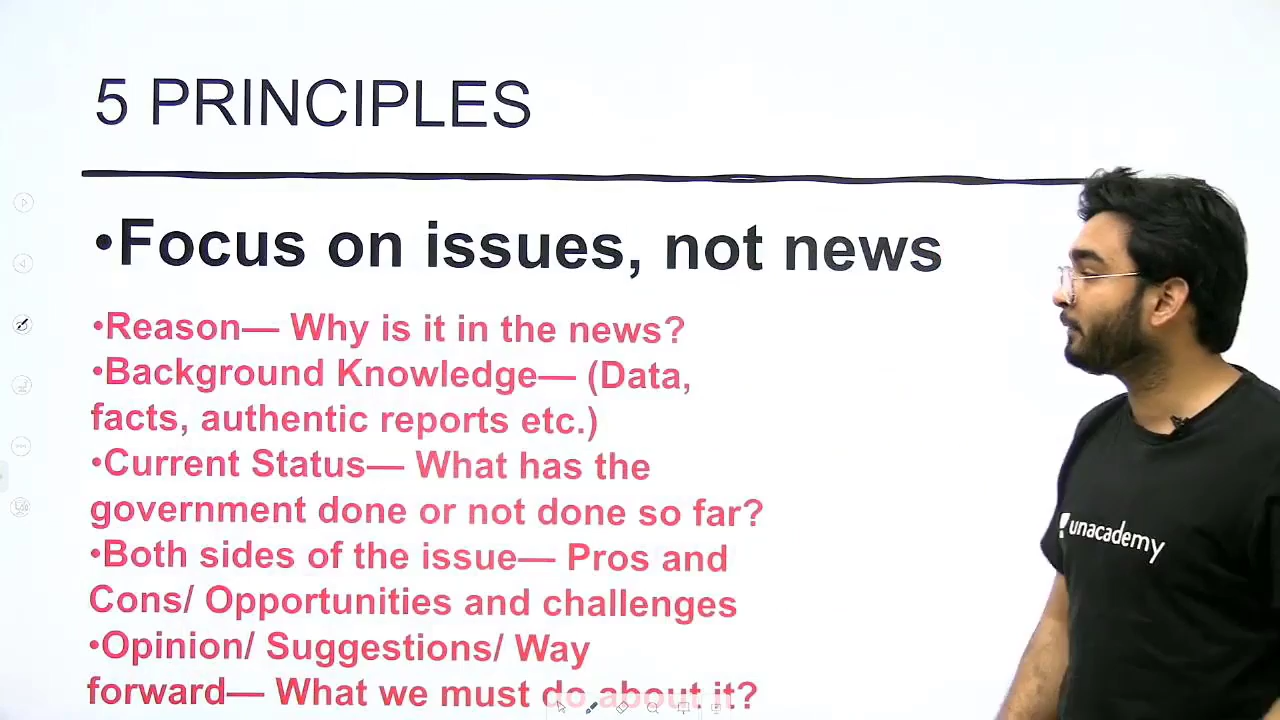 5 PRINCIPLES
•Focus on issues, not news
•Reason— Why is it in the news?
•Background Knowledge— (Data,
facts, authentic reports etc.)
•Current Status— What has the
government done or not done so far?
•Both sides of the issue— Pros and
Cons/ Opportunities and challenges
•Opinion/ Suggestions/ Way
forward— What we must do about it?
unacademy